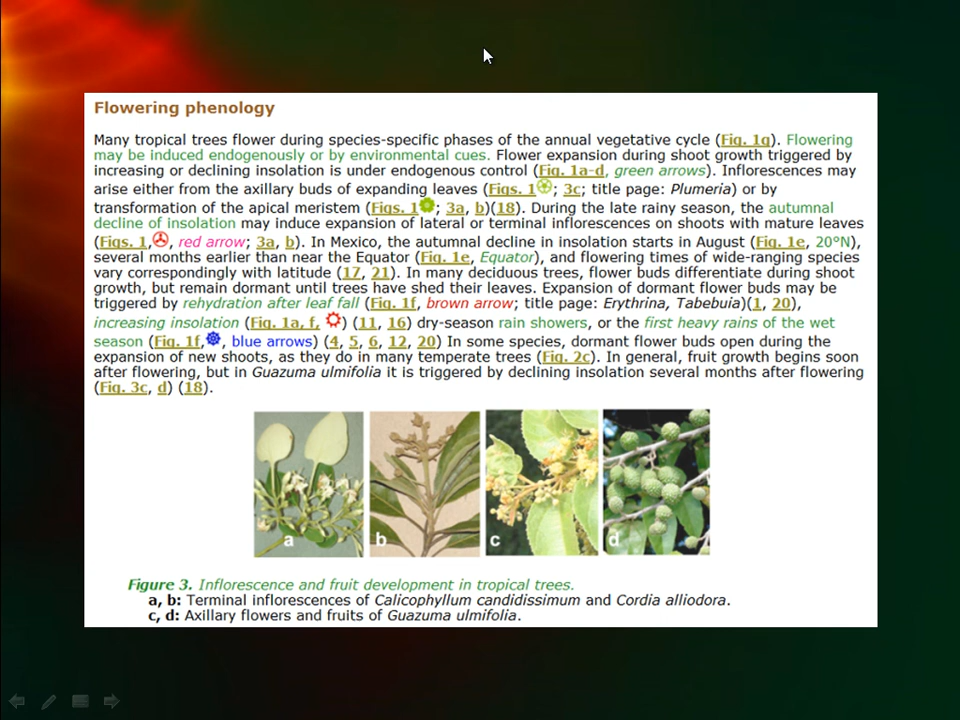 Flowering phenology
Many tropical trees flower during species-specific phases of the annual vegetative cycle (Fig. 1g). Flowering
may be induced endogenously or by environmental cues. Flower expansion during shoot growth triggered by
increasing or declining insolation is under endogenous control (Fig. 1a-d, green arrows). Inflorescences may
arise either from the axillary buds of expanding leaves (Figs. 1; 3c; title page: Plumeria) or by
transformation of the apical meristem (Figs. 1; 3a, b)(18). During the late rainy season, the autumnal
decline of insolation may induce expansion of lateral or terminal inflorescences on shoots with mature leaves
(Figs. 1,, red arrow; 3a, b). In Mexico, the autumnal decline in insolation starts in August (Fig. 1e, 20°N),
several months earlier than near the Equator (Fig. 1e, Equator), and flowering times of wide-ranging species
vary correspondingly with latitude (17, 21). In many deciduous trees, flower buds differentiate during shoot
growth, but remain dormant until trees have shed their leaves. Expansion of dormant flower buds may be
triggered by rehydration after leaf fall (Fig. 1f, brown arrow; title page: Erythrina, Tabebuia)(1, 20),
increasing insolation (Fig. 1a, f, ) (11, 16) dry-season rain showers, or the first heavy rains of the wet
season (Fig. 1f,, blue arrows) (4, 5, 6, 12, 20) In some species, dormant flower buds open during the
expansion of new shoots, as they do in many temperate trees (Fig. 2c). In general, fruit growth begins soon
after flowering, but in Guazuma ulmifolia it is triggered by declining insolation several months after flowering
(Fig. 3c, d) (18).
a b c d
Figure 3. Inflorescence and fruit development in tropical trees.
a, b: Terminal inflorescences of Calicophyllum candidissimum and Cordia alliodora.
c, d: Axillary flowers and fruits of Guazuma ulmifolia.